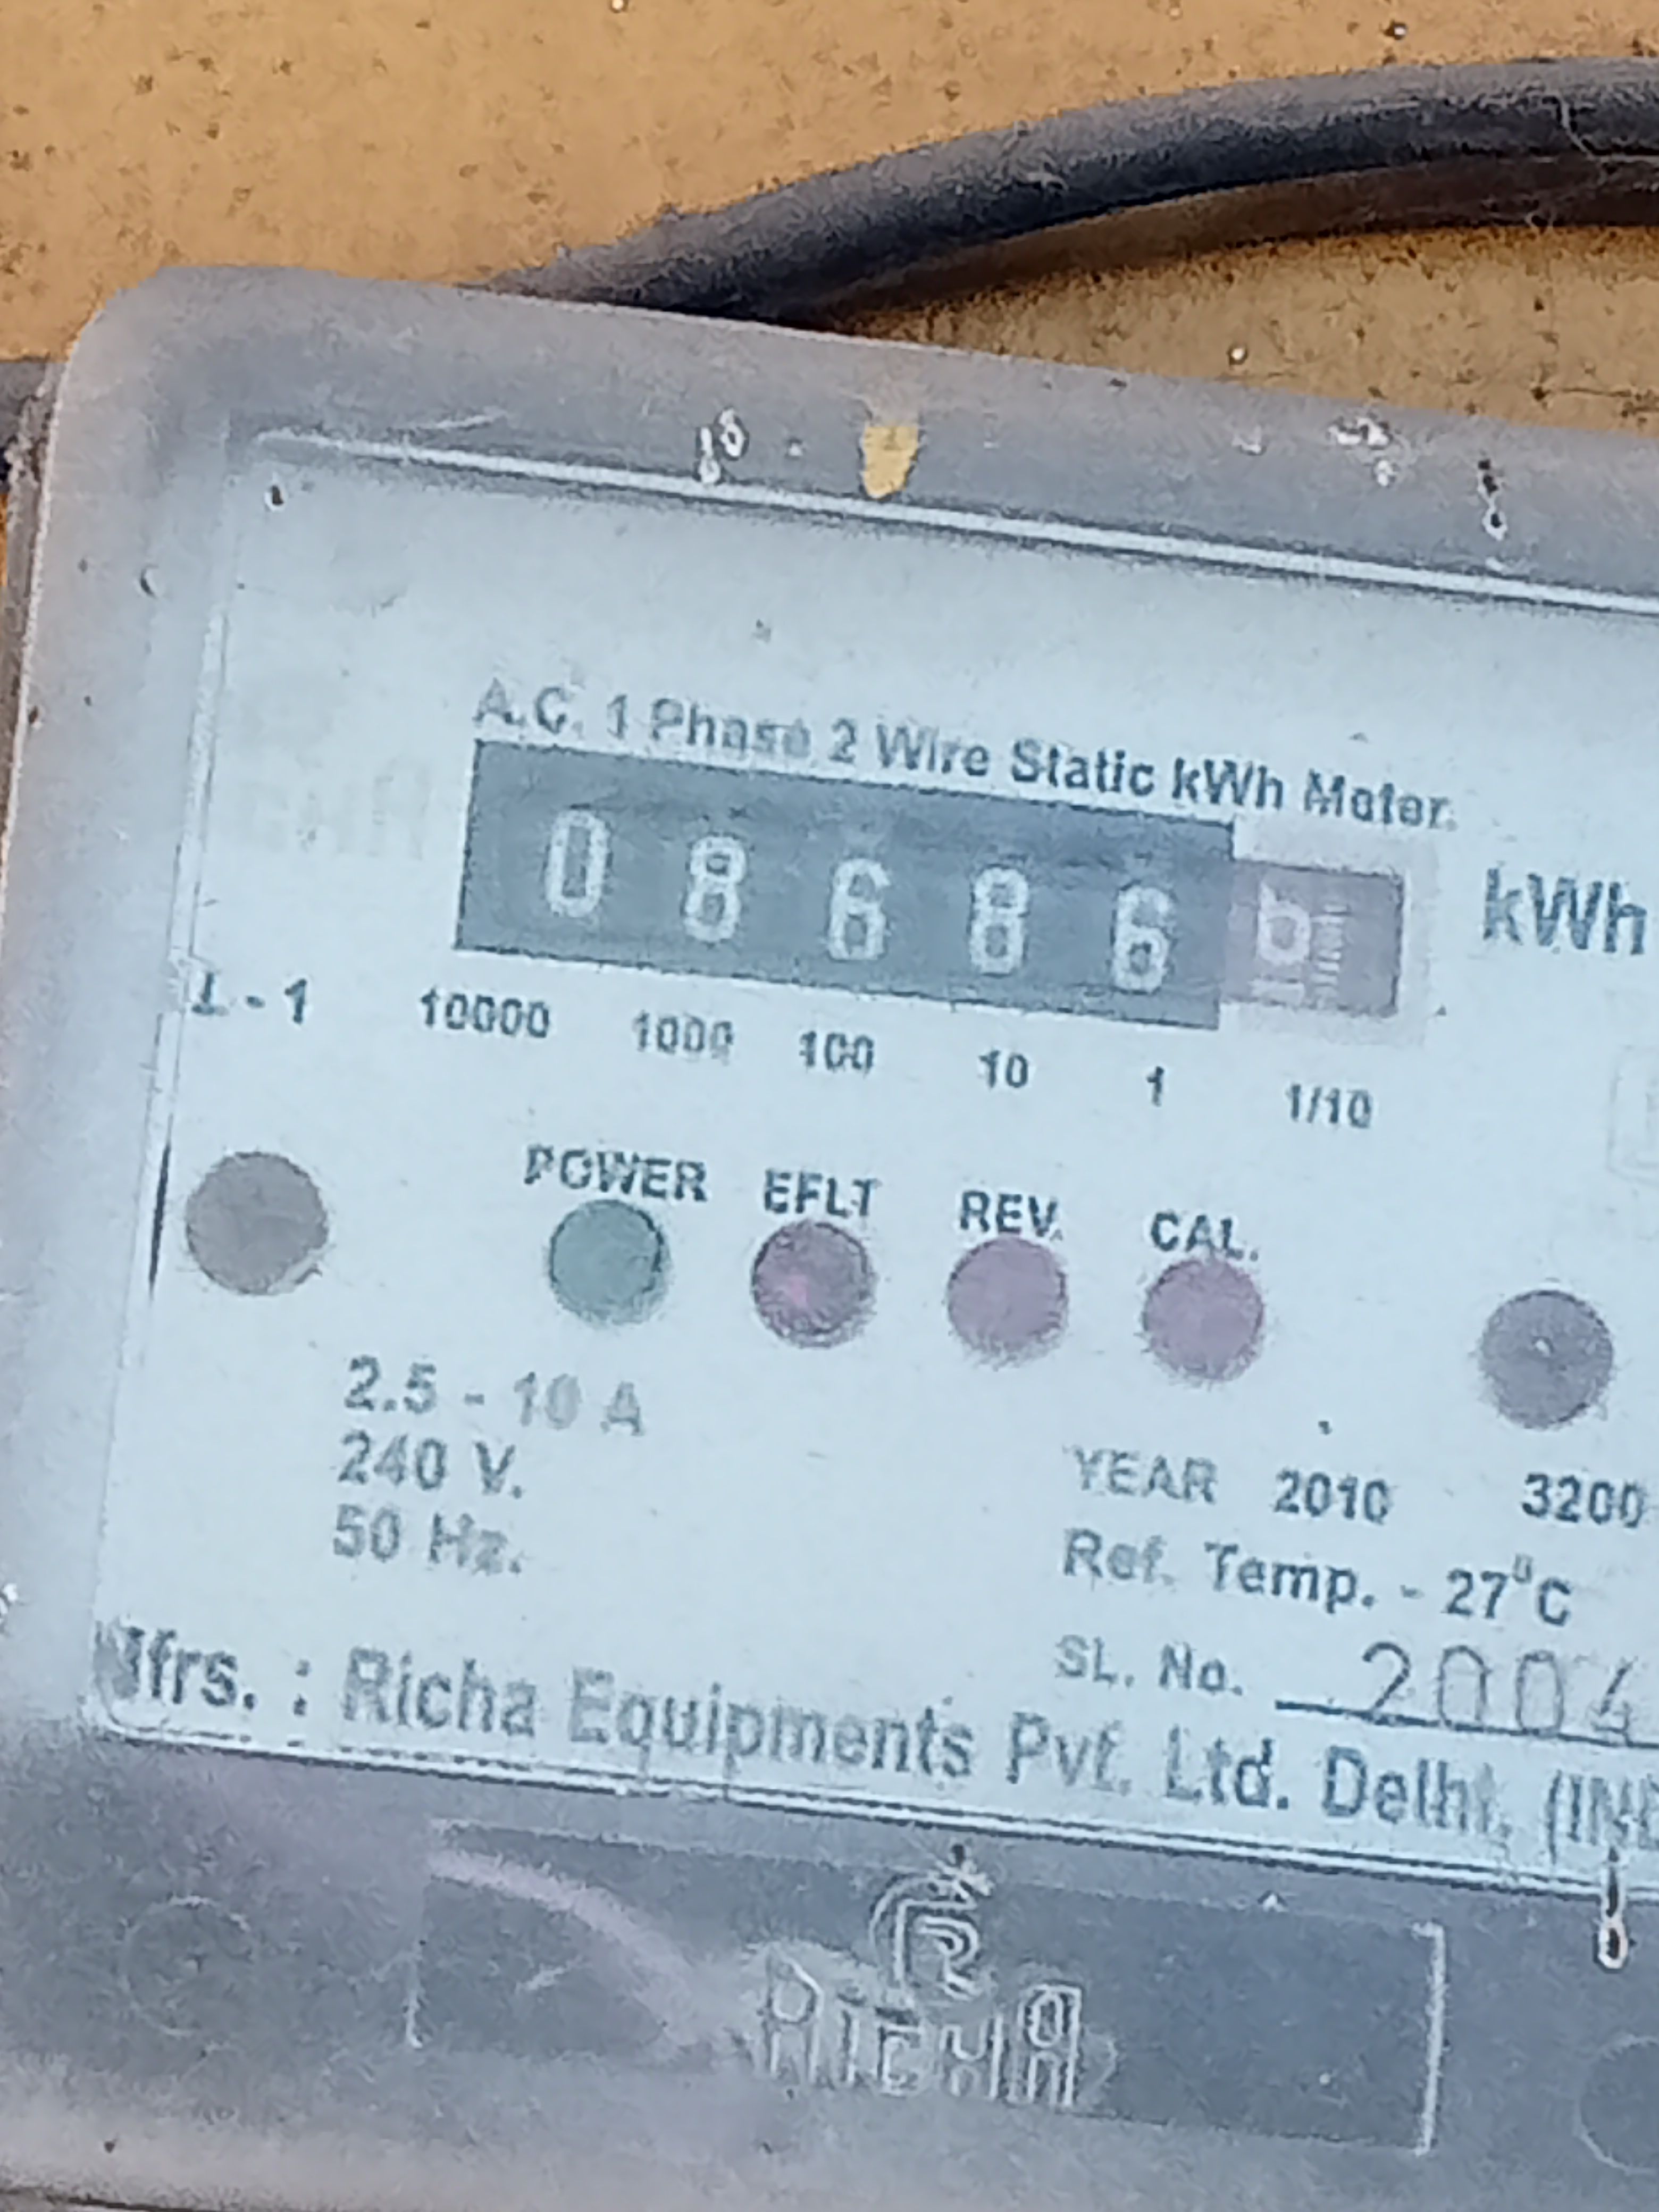 A.C. 1 Phase 2 Wire Static kWh Meter.
0 8 6 8 6 kWh
1 - 1 10000 1000 100 10 1 1/10
POWER EFLT REV. CAL.
2.5 - 10 A
240 V.
50 Hz.
YEAR 2010 3200
Ref. Temp. - 27°C
SL. No. 2004
Mfrs. : Richa Equipments Pvt. Ltd. Delhi,
R
RICHA